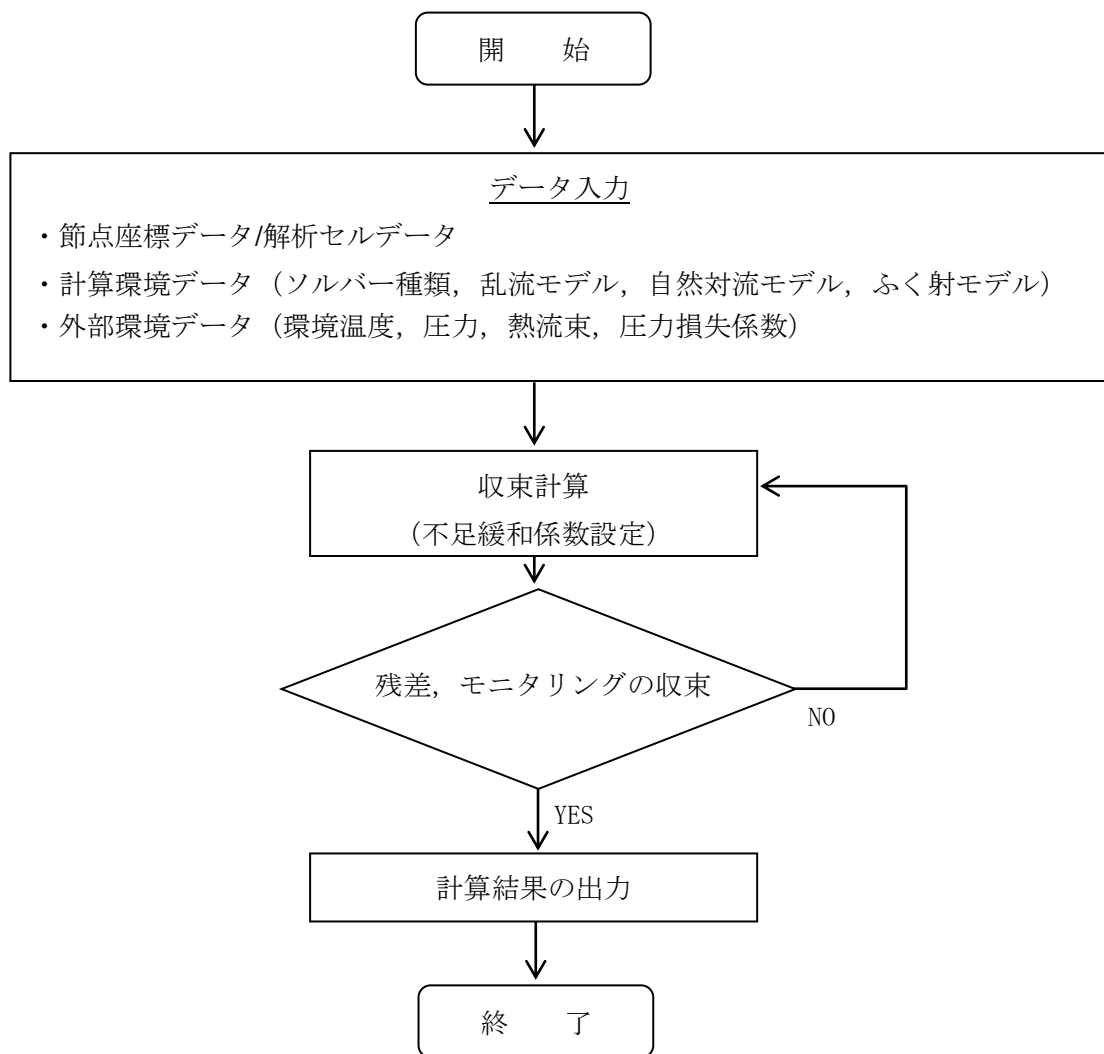 開　　始
データ入力
・節点座標データ/解析セルデータ
・計算環境データ（ソルバー種類，乱流モデル，自然対流モデル，ふく射モデル）
・外部環境データ（環境温度，圧力，熱流束，圧力損失係数）
収束計算
（不足緩和係数設定）
残差，モニタリングの収束
NO
YES
計算結果の出力
終　　了